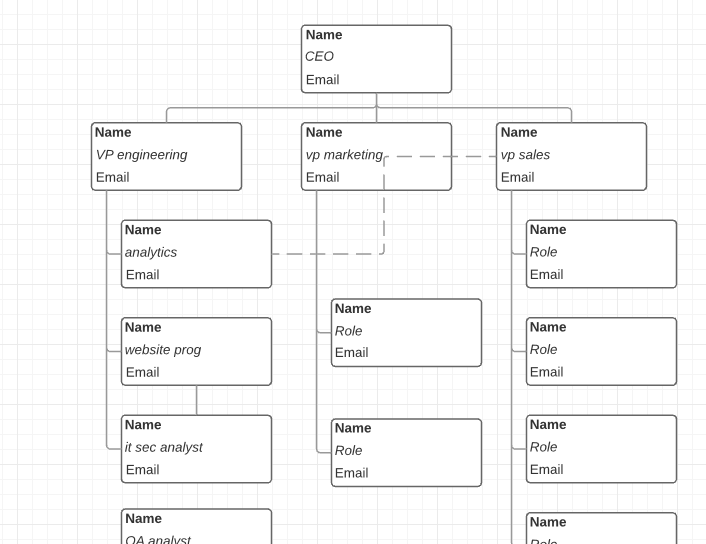 Name
CEO
Email
Name
VP engineering
Email
Name
vp marketing
Email
Name
vp sales
Email
Name
analytics
Email
Name
website prog
Email
Name
it sec analyst
Email
Name
QA analyst
Name
Role
Email
Name
Role
Email
Name
Role
Email
Name
Role
Email
Name
Role
Email
Name
Role